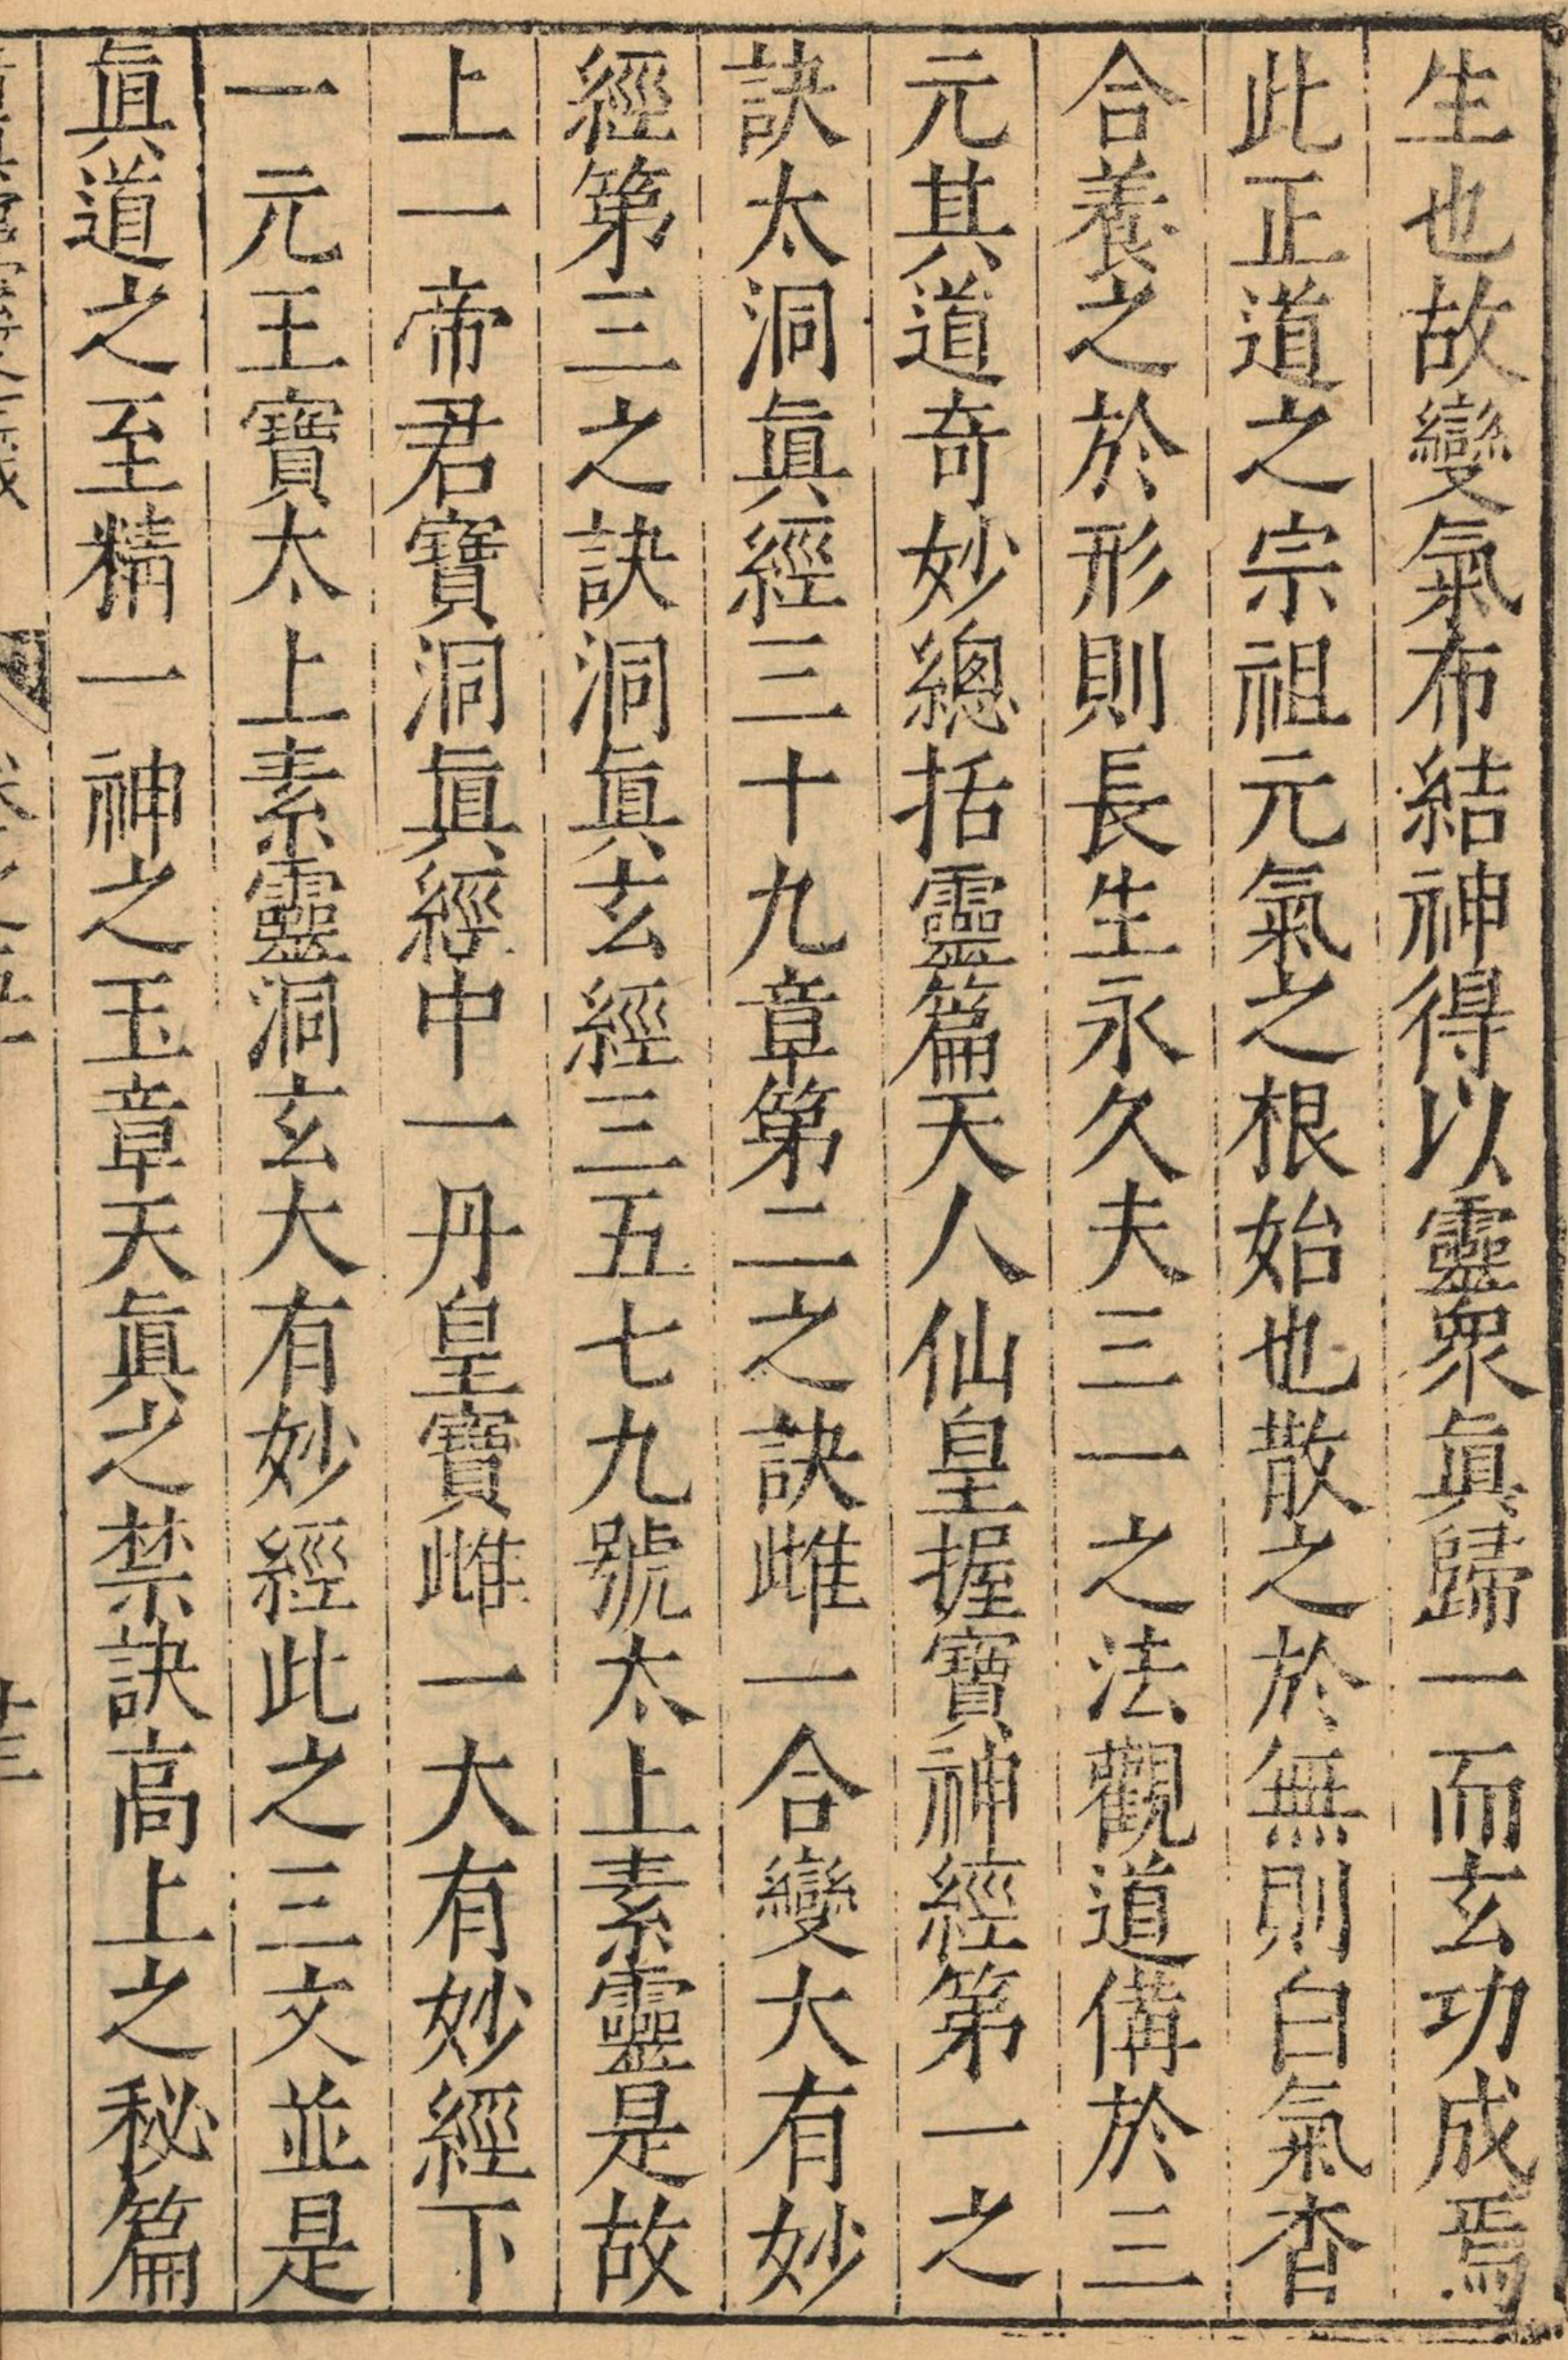 生也故變氣布結神得以靈眾眞歸一而玄功成焉
此正道之宗祖元氣之根始也散之於無則白氣杳
合養之於形則長生永久夫三一之法觀道備於三
元其道奇妙總括靈篇天人仙皇握寶神經第一之
訣太洞眞經三十九章第二之訣雌一合變大有妙
經第三之訣洞眞玄經三五七九號太上素靈是故
上一帝君寶洞眞經中一丹皇寶雌一大有妙經下
一元王寶太上素靈洞玄大有妙經此之三文並是
眞道之至精一神之玉章天眞之禁訣高上之秘篇